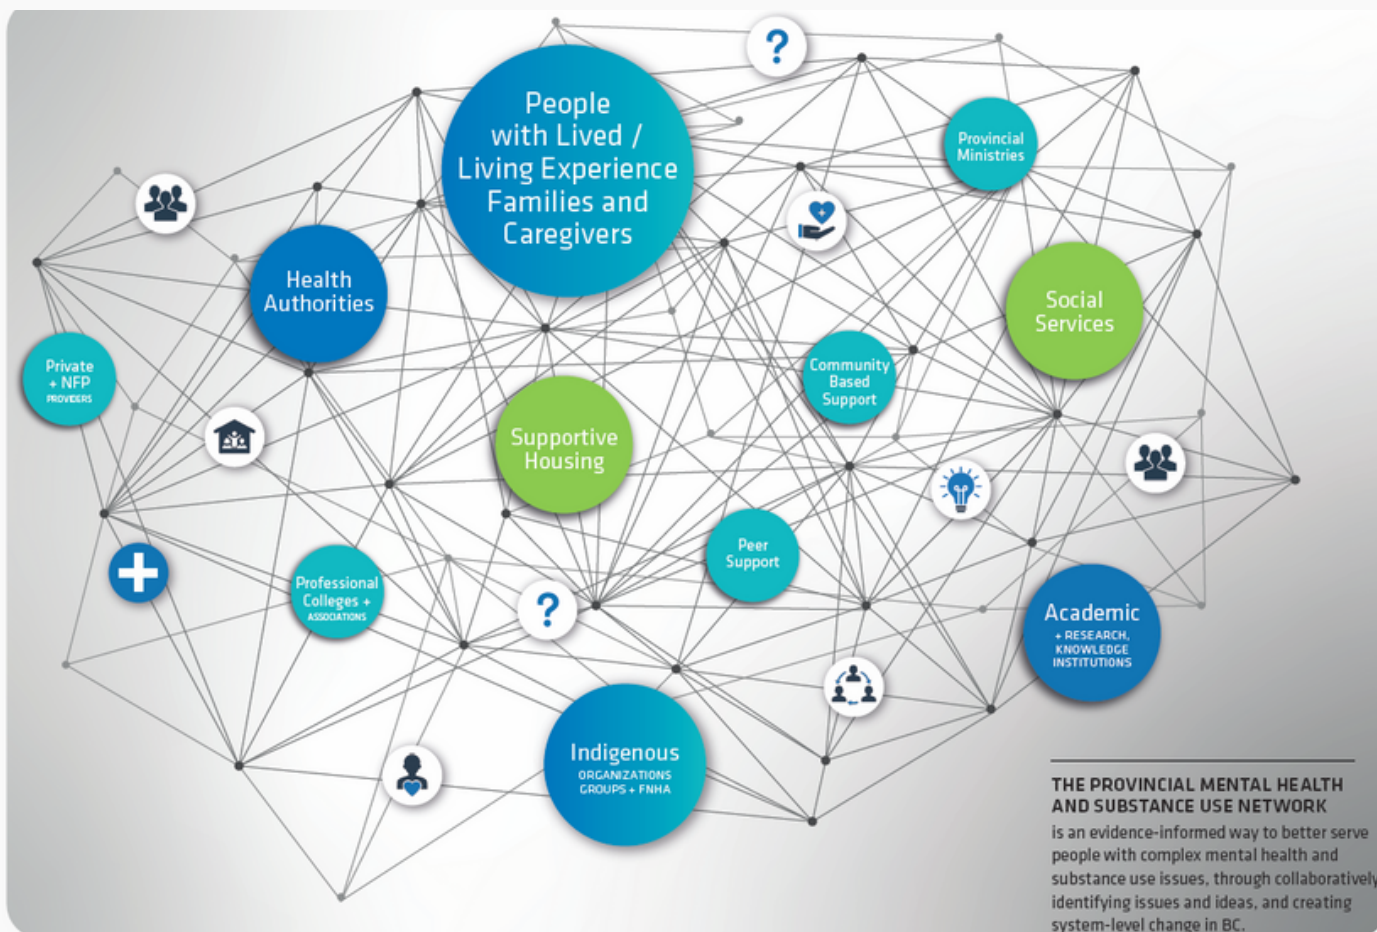 ?
People
with Lived /
Living Experience
Families and
Caregivers
Provincial
Ministries
Health
Authorities
Social
Services
Private
+ NFP
PROVIDERS
Community
Based
Support
Supportive
Housing
Peer
Support
Professional
Colleges +
ASSOCIATIONS
?
Academic
+ RESEARCH,
KNOWLEDGE
INSTITUTIONS
Indigenous
ORGANIZATIONS
GROUPS + FNHA
THE PROVINCIAL MENTAL HEALTH
AND SUBSTANCE USE NETWORK
is an evidence-informed way to better serve
people with complex mental health and
substance use issues, through collaboratively
identifying issues and ideas, and creating
system-level change in BC.